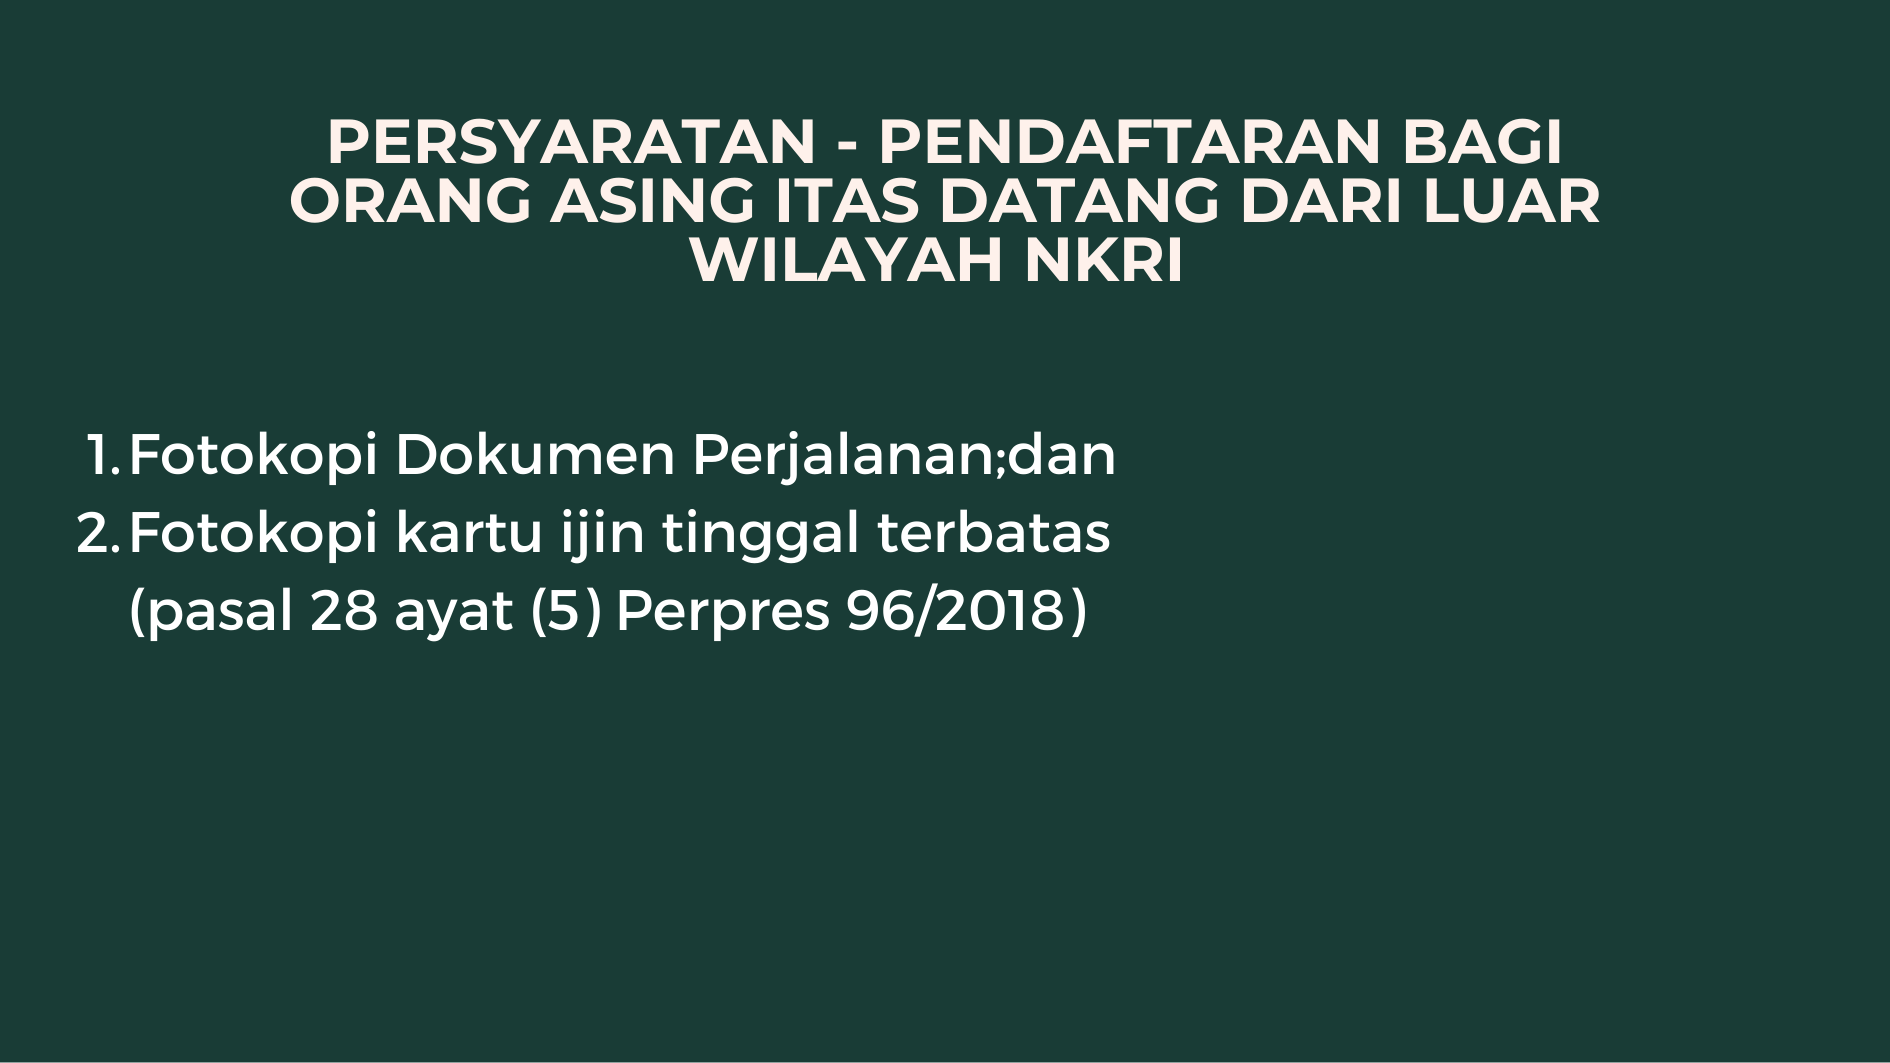 PERSYARATAN - PENDAFTARAN BAGI
ORANG ASING ITAS DATANG DARI LUAR
WILAYAH NKRI
1. Fotokopi Dokumen Perjalanan;dan
2. Fotokopi kartu ijin tinggal terbatas
(pasal 28 ayat (5) Perpres 96/2018)